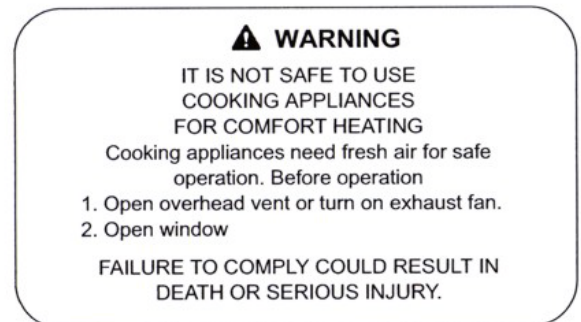 WARNING
IT IS NOT SAFE TO USE
COOKING APPLIANCES
FOR COMFORT HEATING
Cooking appliances need fresh air for safe
operation. Before operation
1. Open overhead vent or turn on exhaust fan.
2. Open window
FAILURE TO COMPLY COULD RESULT IN
DEATH OR SERIOUS INJURY.